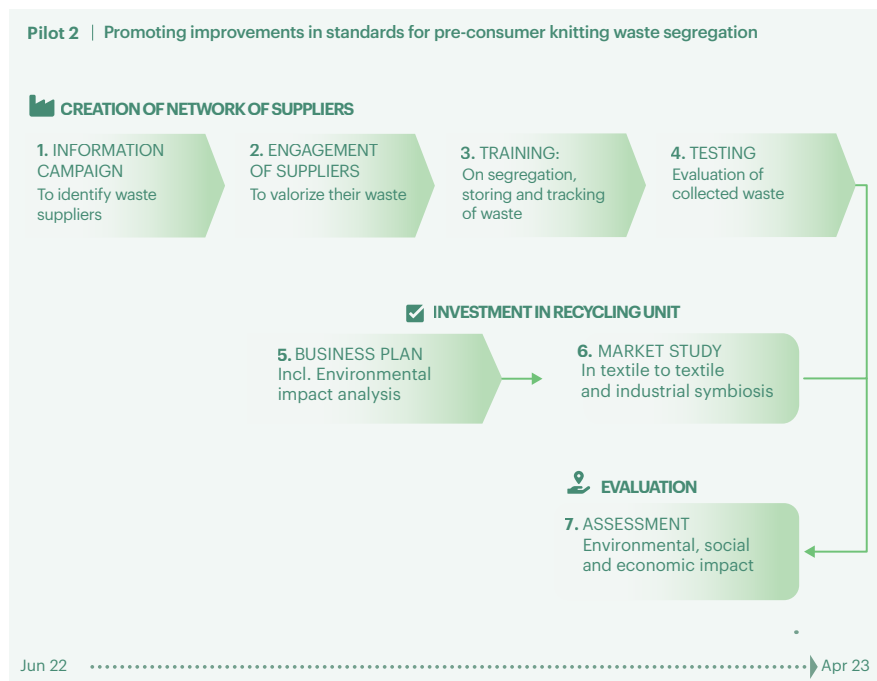 Pilot 2 | Promoting improvements in standards for pre-consumer knitting waste segregation
CREATION OF NETWORK OF SUPPLIERS
1. INFORMATION
CAMPAIGN
To identify waste
suppliers
2. ENGAGEMENT
OF SUPPLIERS
To valorize their waste
3. TRAINING:
On segregation,
storing and tracking
of waste
4. TESTING
Evaluation of
collected waste
INVESTMENT IN RECYCLING UNIT
5. BUSINESS PLAN
Incl. Environmental
impact analysis
6. MARKET STUDY
In textile to textile
and industrial symbiosis
EVALUATION
7. ASSESSMENT
Environmental, social
and economic impact
Jun 22
Apr 23